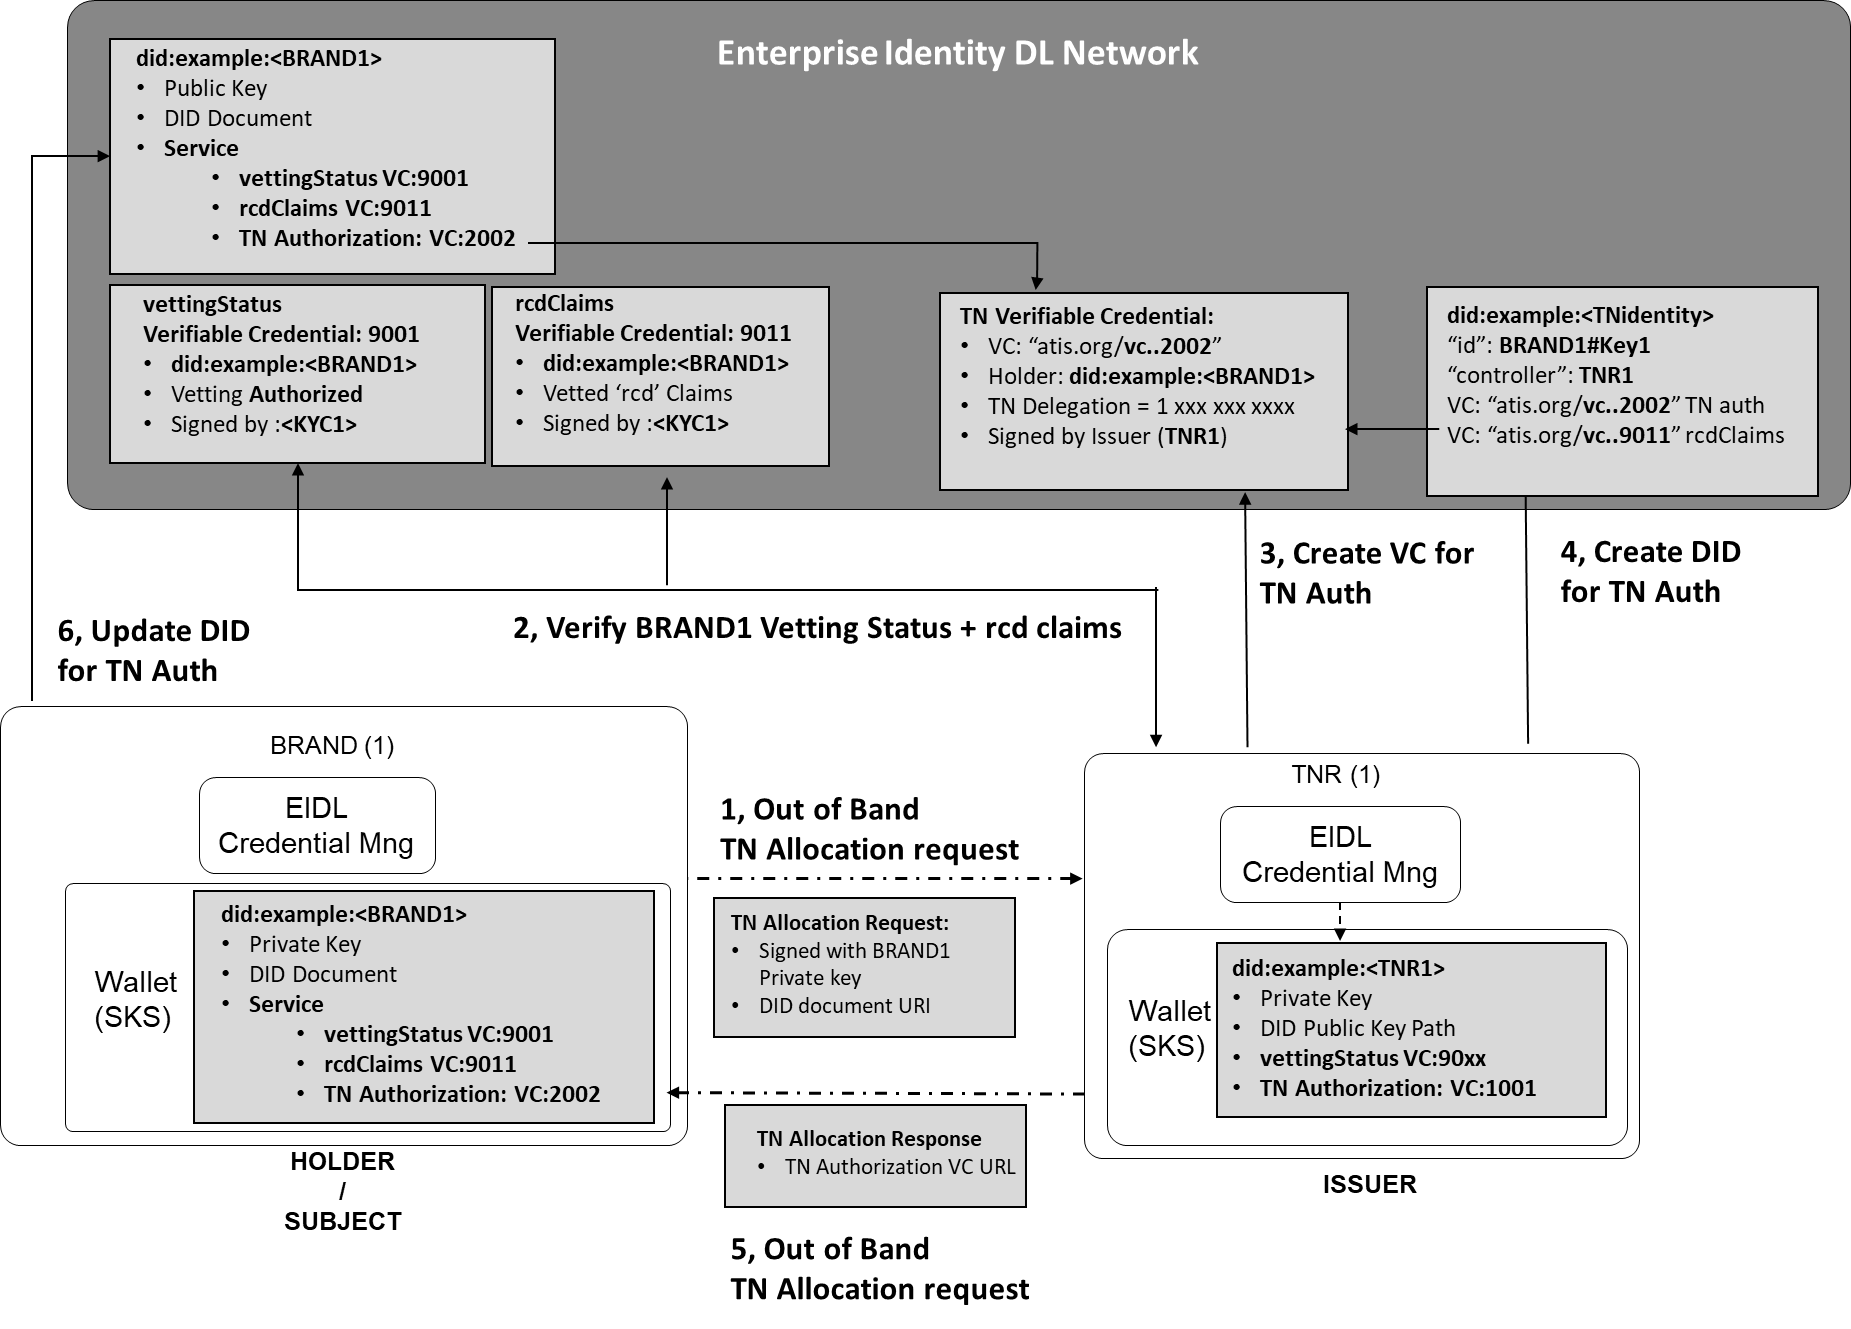 Enterprise Identity DL Network
did:example:<BRAND1>
• Public Key
• DID Document
• Service
• vettingStatus VC:9001
• rcdClaims VC:9011
• TN Authorization: VC:2002
vettingStatus
Verifiable Credential: 9001
• did:example:<BRAND1>
• Vetting Authorized
• Signed by :<KYC1>
rcdClaims
Verifiable Credential: 9011
• did:example:<BRAND1>
• Vetted ‘rcd’ Claims
• Signed by :<KYC1>
TN Verifiable Credential:
• VC: “atis.org/vc..2002”
• Holder: did:example:<BRAND1>
• TN Delegation = 1 xxx xxx xxxx
• Signed by Issuer (TNR1)
did:example:<TNidentity>
“id”: BRAND1#Key1
“controller”: TNR1
VC: “atis.org/vc..2002” TN auth
VC: “atis.org/vc..9011” rcdClaims
3, Create VC for
TN Auth
4, Create DID
for TN Auth
6, Update DID
for TN Auth
2, Verify BRAND1 Vetting Status + rcd claims
BRAND (1)
EIDL
Credential Mng
Wallet
(SKS)
did:example:<BRAND1>
• Private Key
• DID Document
• Service
• vettingStatus VC:9001
• rcdClaims VC:9011
• TN Authorization: VC:2002
HOLDER
/
SUBJECT
1, Out of Band
TN Allocation request
TN Allocation Request:
• Signed with BRAND1
Private key
• DID document URI
TN Allocation Response
• TN Authorization VC URL
5, Out of Band
TN Allocation request
TNR (1)
EIDL
Credential Mng
Wallet
(SKS)
did:example:<TNR1>
• Private Key
• DID Public Key Path
• vettingStatus VC:90xx
• TN Authorization: VC:1001
ISSUER